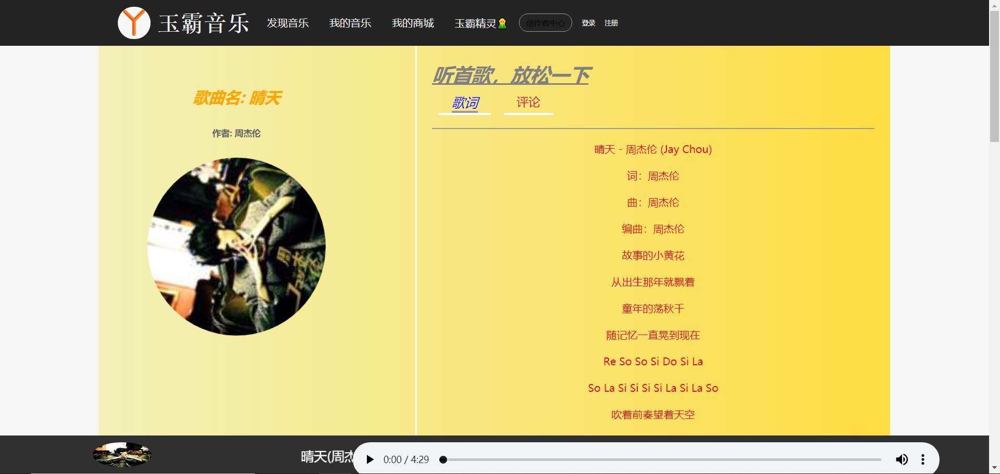 玉霸音乐 发现音乐 我的音乐 我的商城 玉霸精灵 创作者中心 登录 注册
歌曲名: 晴天
作者: 周杰伦
听首歌，放松一下
歌词 评论
晴天 - 周杰伦 (Jay Chou)
词：周杰伦
曲：周杰伦
编曲：周杰伦
故事的小黄花
从出生那年就飘着
童年的荡秋千
随记忆一直晃到现在
Re So So Si Do Si La
So La Si Si Si Si La Si La So
吹着前奏望着天空
晴天(周杰
0:00 / 4:29